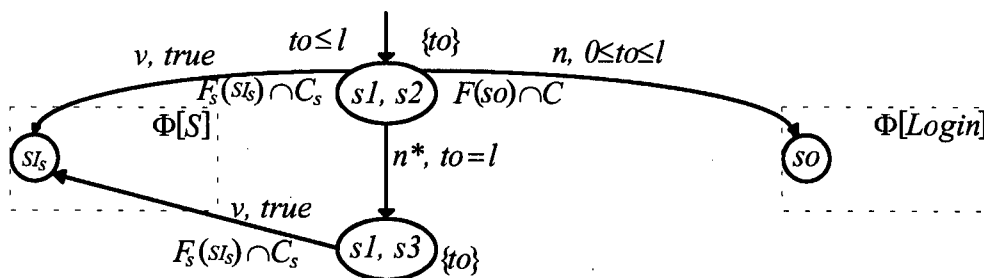 to≤l {to}
v, true n, 0≤to≤l
F_s(sI_s)∩C_s s1, s2 F(so)∩C
Φ[S] Φ[Login]
sI_s n*, to=l so
v, true
F_s(sI_s)∩C_s s1, s3 {to}